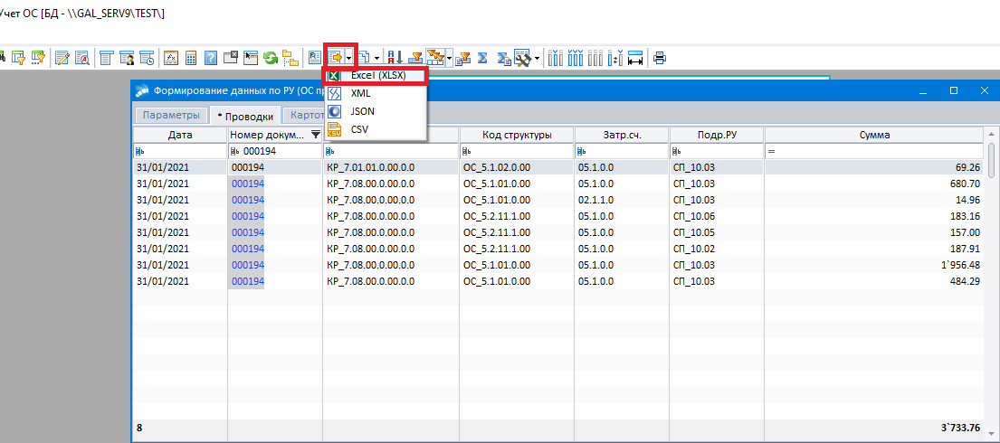 Учет ОС [БД - \\GAL_SERV9\TEST\]
Excel (XLSX)
XML
JSON
CSV
Формирование данных по РУ (ОС п
Параметры * Проводки Картот
Дата Номер докум... Код структуры Затр.сч. Подр.РУ Сумма
000194 =
31/01/2021 000194 КР_7.01.01.0.00.0.0 ОС_5.1.02.0.00 05.1.0.0 СП_10.03 69.26
31/01/2021 000194 КР_7.08.00.0.00.0.0 ОС_5.1.01.0.00 05.1.0.0 СП_10.03 680.70
31/01/2021 000194 КР_7.08.00.0.00.0.0 ОС_5.1.01.0.00 02.1.1.0 СП_10.03 14.96
31/01/2021 000194 КР_7.08.00.0.00.0.0 ОС_5.2.11.1.00 05.1.0.0 СП_10.06 183.16
31/01/2021 000194 КР_7.08.00.0.00.0.0 ОС_5.2.11.1.00 05.1.0.0 СП_10.05 157.00
31/01/2021 000194 КР_7.08.00.0.00.0.0 ОС_5.2.11.1.00 05.1.0.0 СП_10.02 187.91
31/01/2021 000194 КР_7.08.00.0.00.0.0 ОС_5.1.01.0.00 05.1.0.0 СП_10.03 1`956.48
31/01/2021 000194 КР_7.08.00.0.00.0.0 ОС_5.1.01.0.00 05.1.0.0 СП_10.03 484.29
8 3`733.76